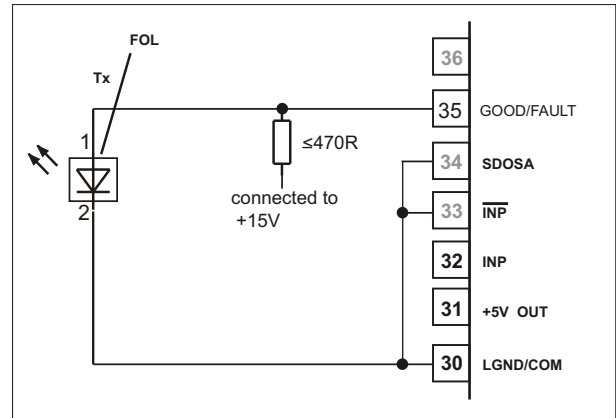 FOL
Tx
36
35 GOOD/FAULT
1
≤470R
34 SDOSA
connected to
+15V
2
33 I̅N̅P̅
32 INP
31 +5V OUT
30 LGND/COM